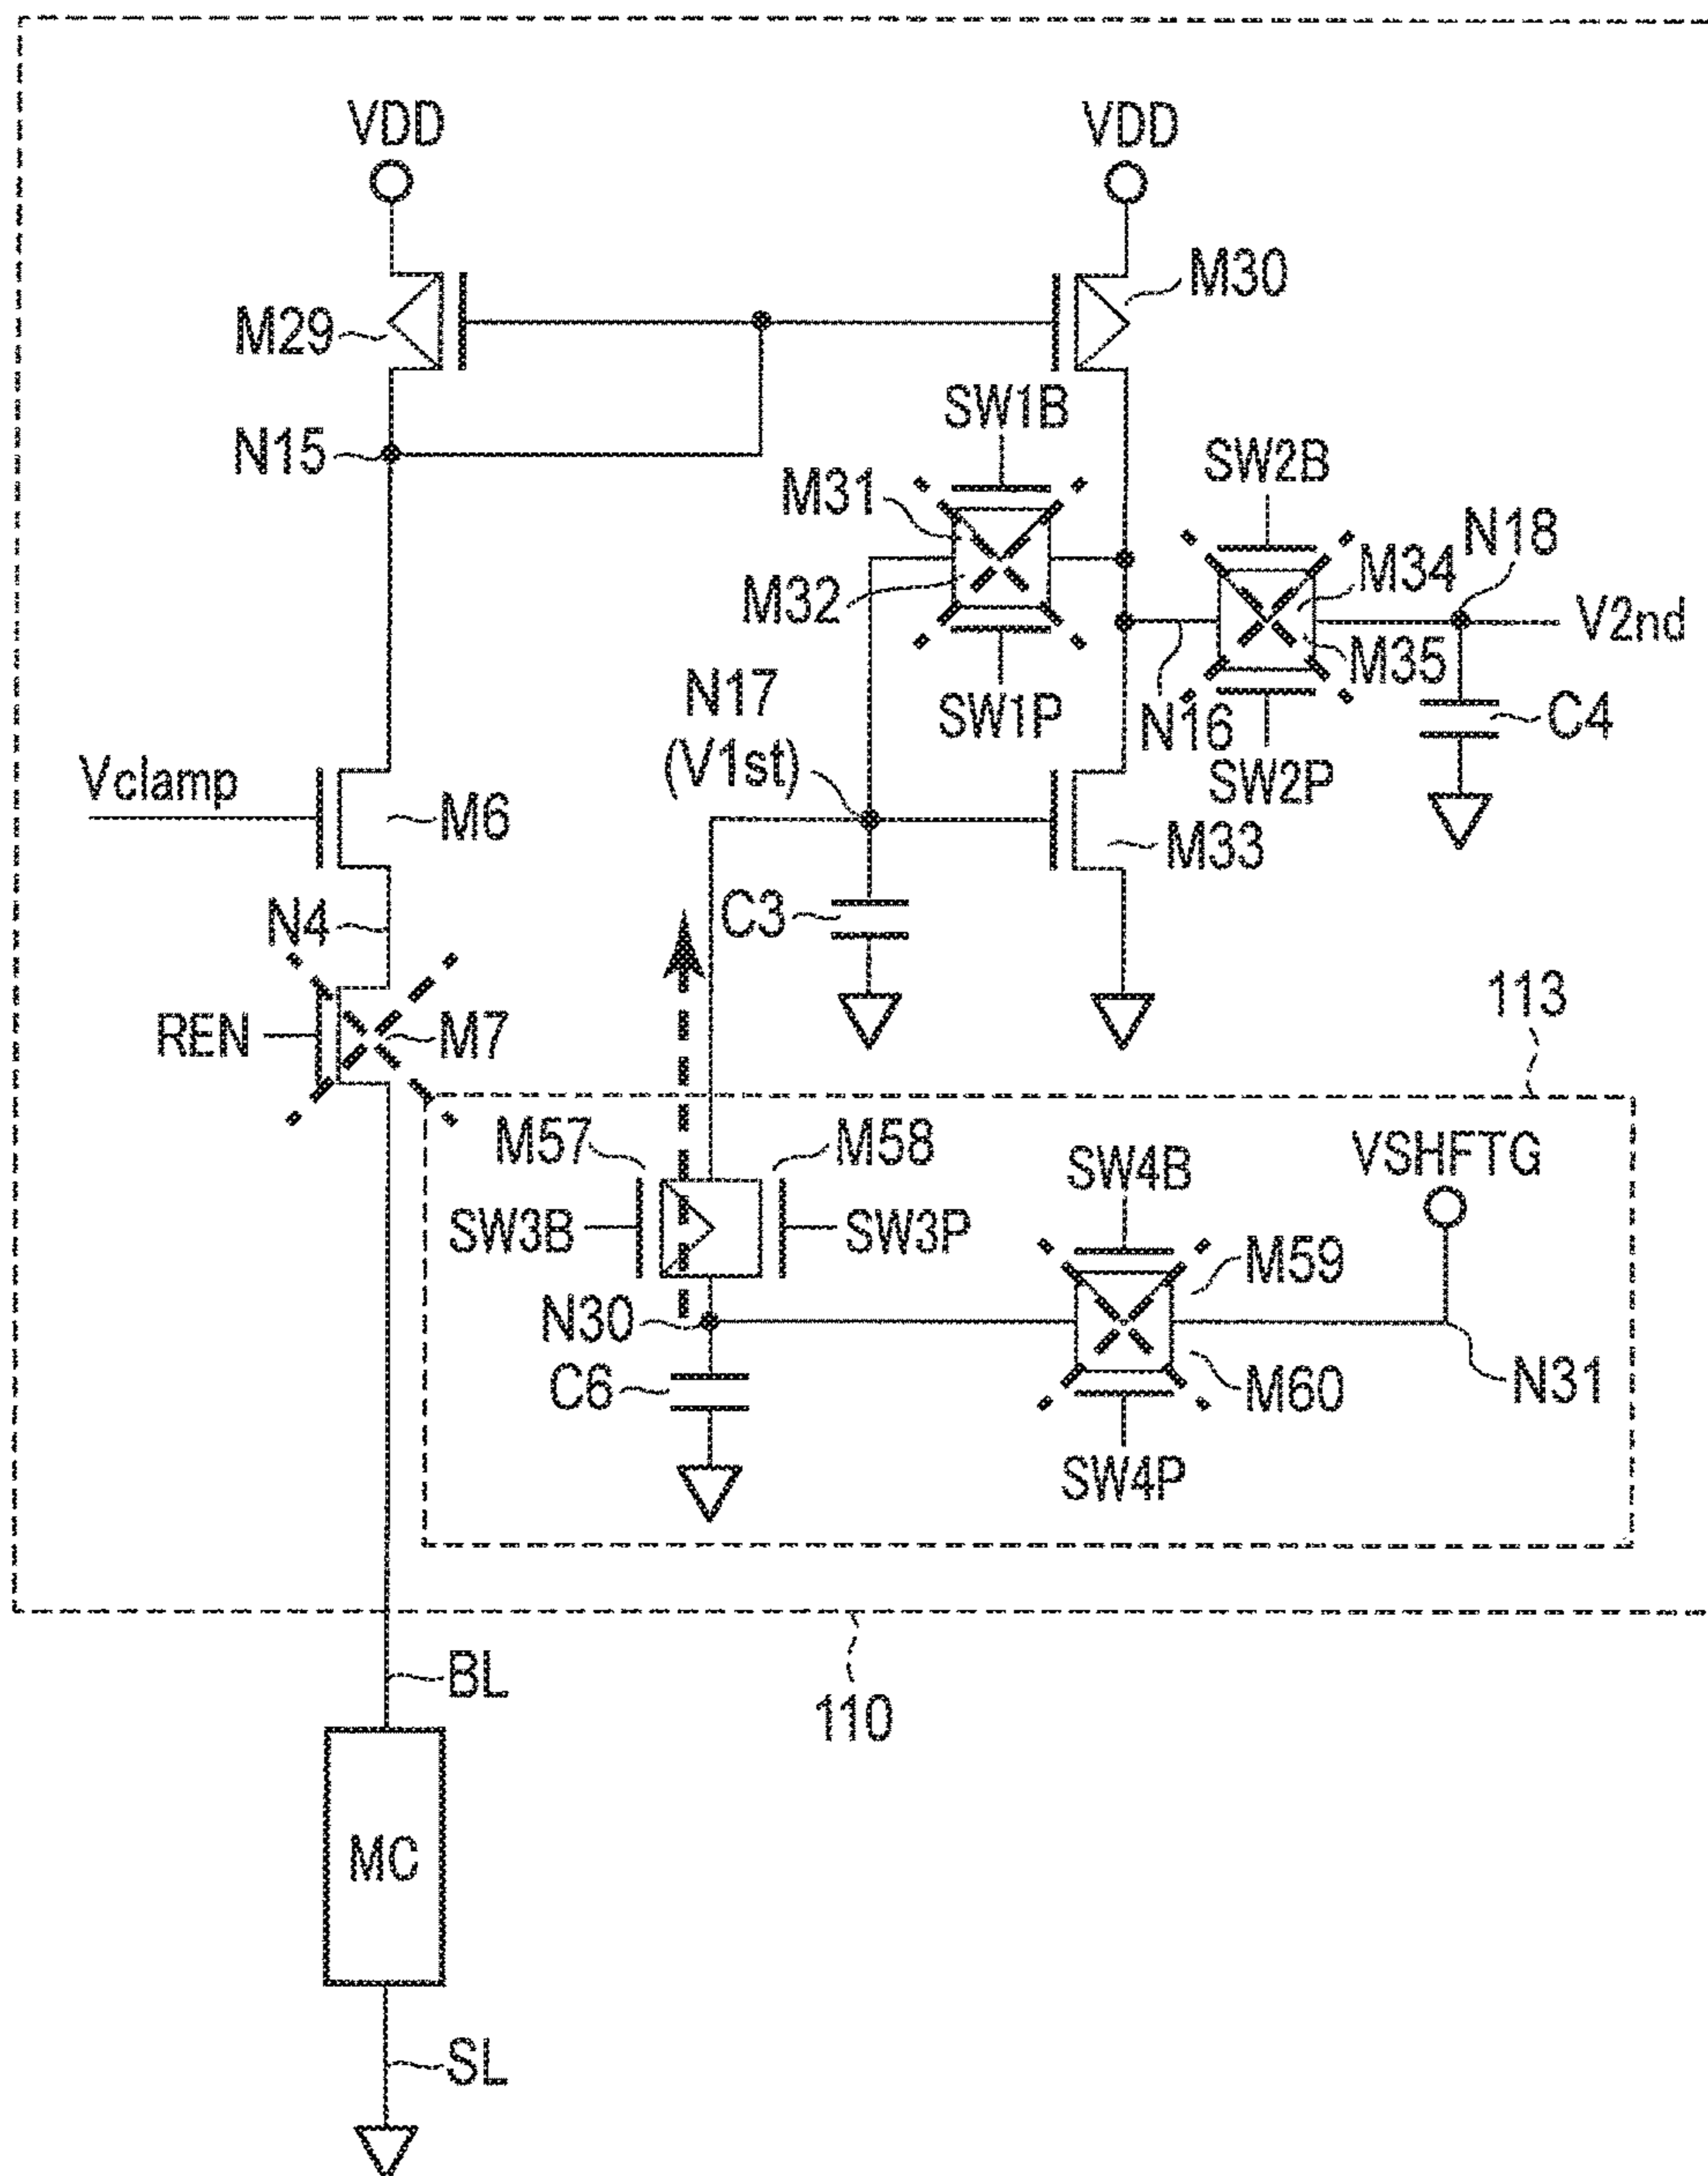 VDD
VDD
M29
M30
N15
SW1B
M31
M32
SW1P
SW2B
N18
M34
V2nd
M35
N16
SW2P
C4
N17
(V1st)
Vclamp
M6
M33
C3
N4
REN
M7
113
M57
M58
SW3B
SW3P
SW4B
VSHFTG
M59
N30
C6
M60
N31
SW4P
BL
110
MC
SL